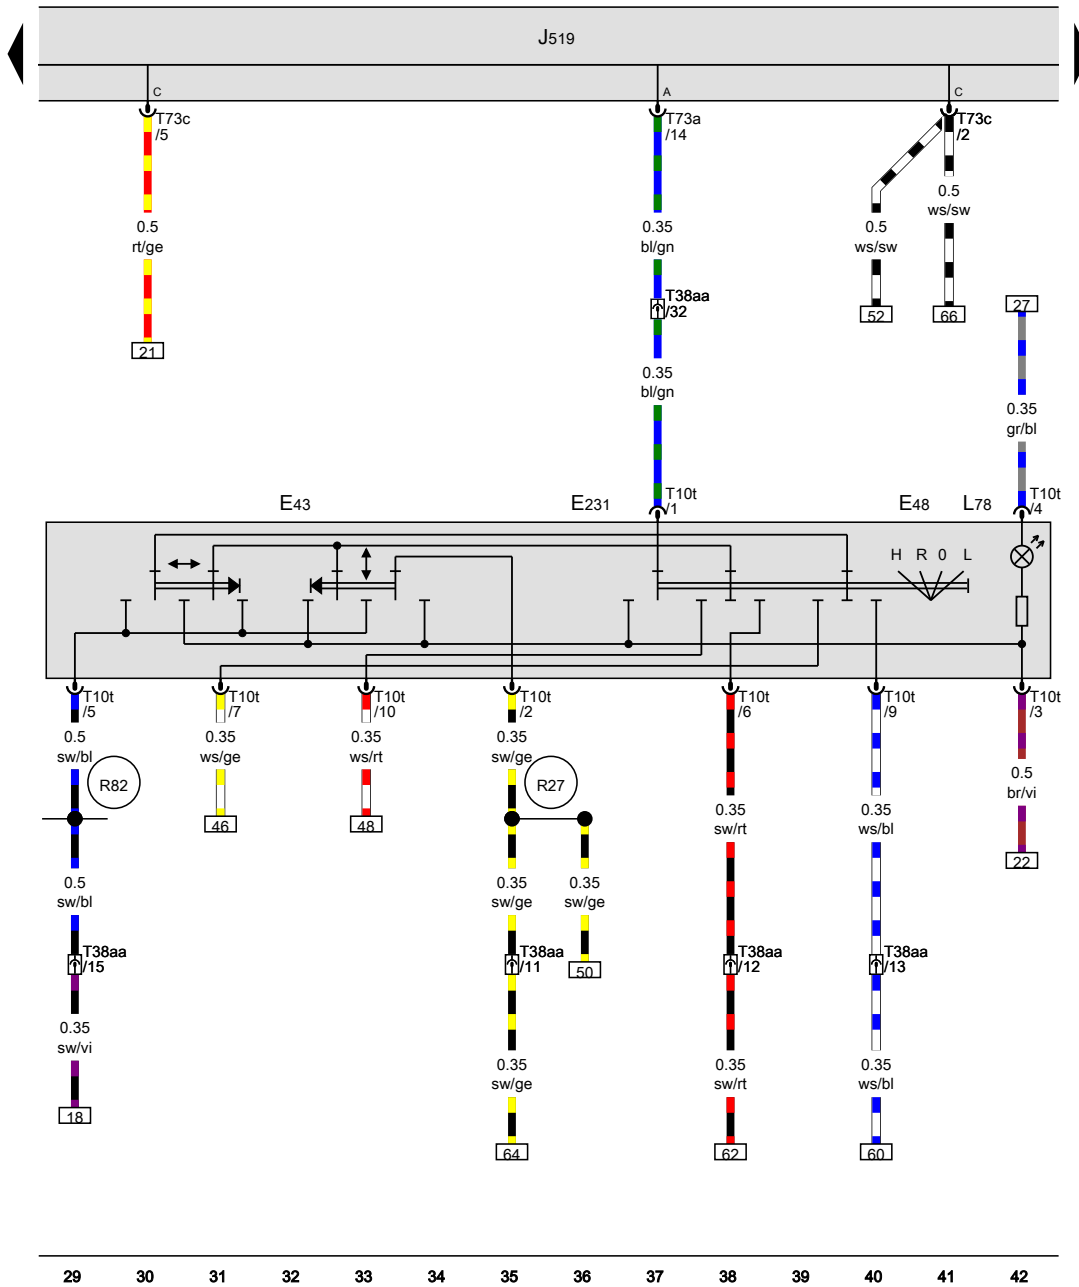 J519
C A C
T73c T73a T73c
/5 /14 /2
0.5
ws/sw
0.5 0.35 0.5
rt/ge bl/gn ws/sw
T38aa 27
/32 52 66
21
0.35
bl/gn
0.35
gr/bl
E43 E231 T10t E48 L78 T10t
/1 /4
H R 0 L
T10t T10t T10t T10t T10t T10t T10t
/5 /7 /10 /2 /6 /9 /3
0.5 0.35 0.35 0.35
sw/bl ws/ge ws/rt sw/ge
0.5
br/vi
R82 R27
0.35 0.35
sw/rt ws/bl
46 48
22
0.5 0.35 0.35
sw/bl sw/ge sw/ge
T38aa T38aa T38aa T38aa
/15 /11 /12 /13
50
0.35
sw/vi
0.35 0.35 0.35
sw/ge sw/rt ws/bl
18
64 62 60
29 30 31 32 33 34 35 36 37 38 39 40 41 42